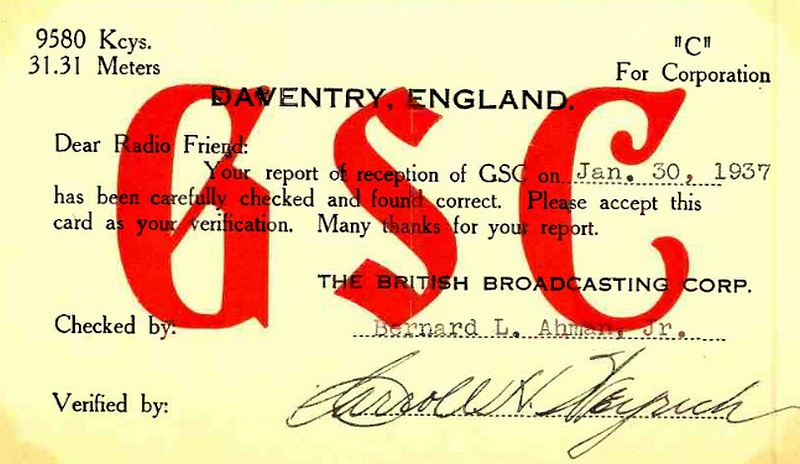 9580 Kcys.
31.31 Meters
"C"
For Corporation
DAVENTRY, ENGLAND.
GSC
Dear Radio Friend:
Your report of reception of GSC on Jan. 30, 1937
has been carefully checked and found correct. Please accept this
card as your verification. Many thanks for your report.
THE BRITISH BROADCASTING CORP.
Checked by: Bernard L. Ahman, Jr.
Verified by: Carroll H. Weyrich